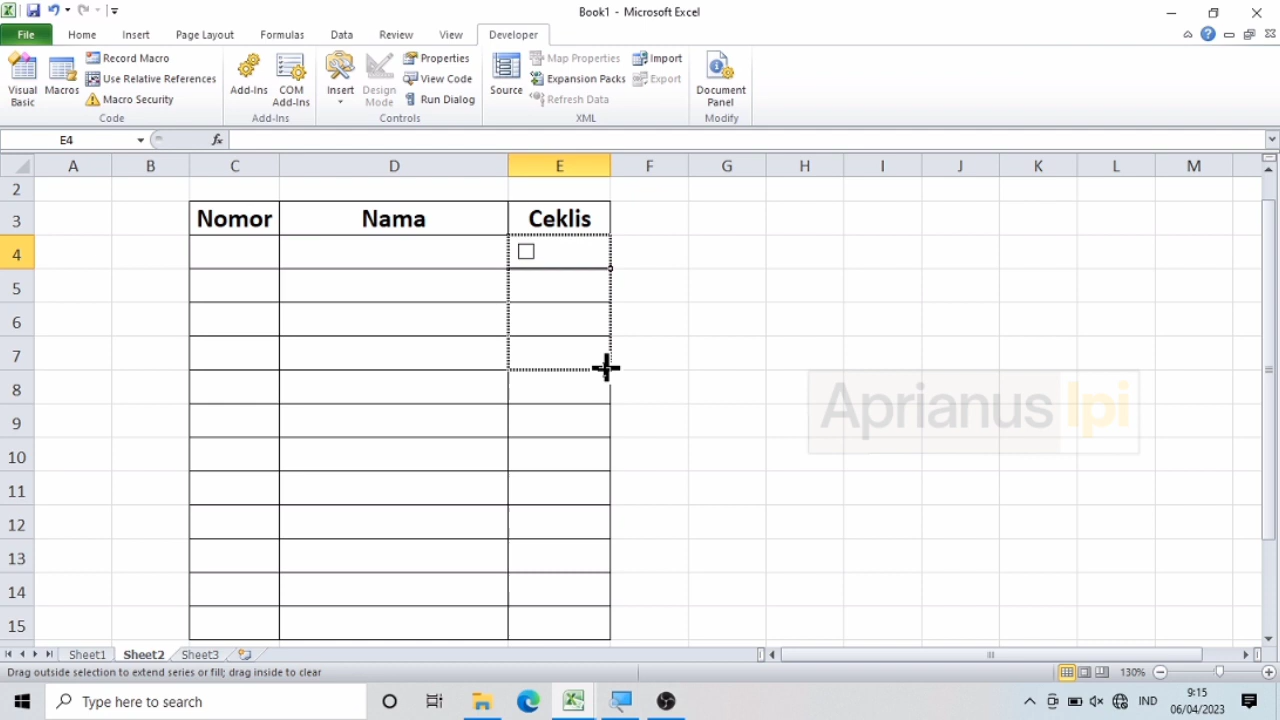 Book1 - Microsoft Excel
File Home Insert Page Layout Formulas Data Review View Developer
Visual Basic
Macros
Record Macro
Use Relative References
Macro Security
Code
Add-Ins
COM Add-Ins
Add-Ins
Insert
Design Mode
Properties
View Code
Run Dialog
Controls
Source
Map Properties
Expansion Packs
Refresh Data
Import
Export
XML
Document Panel
Modify
E4 fx
A B C D E F G H I J K L M
2
3 Nomor Nama Ceklis
4
5
6
7
8
Aprianus Ipi
9
10
11
12
13
14
15
Sheet1 Sheet2 Sheet3
Drag outside selection to extend series or fill; drag inside to clear 130%
Type here to search IND 9:15
06/04/2023